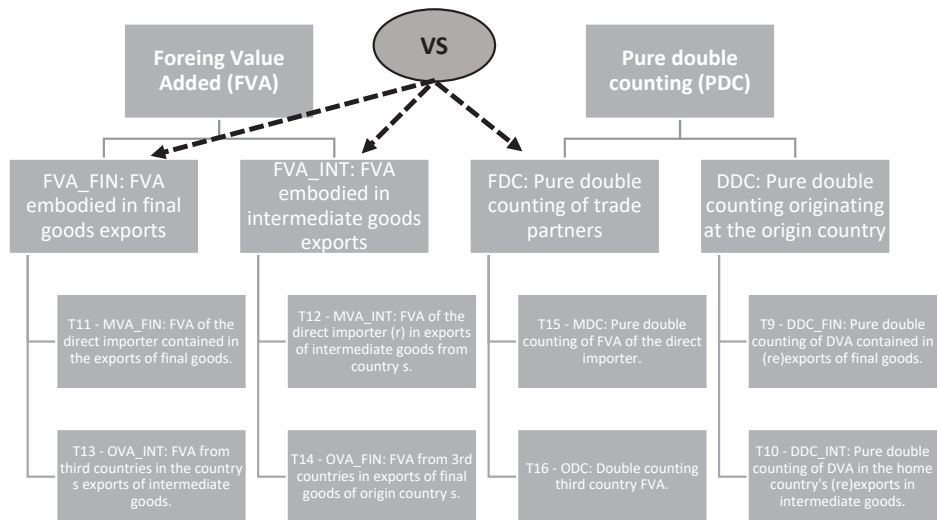 VS
Foreing Value
Added (FVA)
Pure double
counting (PDC)
FVA_FIN: FVA
embodied in final
goods exports
FVA_INT: FVA
embodied in
intermediate goods
exports
FDC: Pure double
counting of trade
partners
DDC: Pure double
counting originating
at the origin country
T11 - MVA_FIN: FVA of the
direct importer contained in
the exports of final goods.
T12 - MVA_INT: FVA of the
direct importer (r) in exports
of intermediate goods from
country s.
T15 - MDC: Pure double
counting of FVA of the direct
importer.
T9 - DDC_FIN: Pure double
counting of DVA contained in
(re)exports of final goods.
T13 - OVA_INT: FVA from
third countries in the country
s exports of intermediate
goods.
T14 - OVA_FIN: FVA from 3rd
countries in exports of final
goods of origin country s.
T16 - ODC: Double counting
third country FVA.
T10 - DDC_INT: Pure double
counting of DVA in the home
country's (re)exports in
intermediate goods.